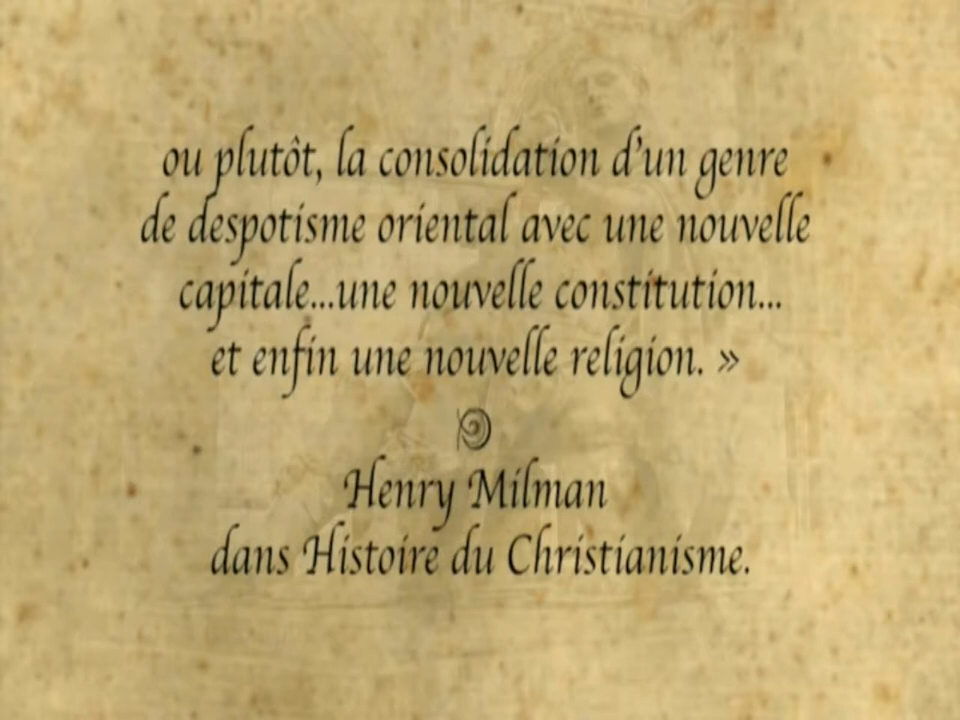 ou plutôt, la consolidation d'un genre
de despotisme oriental avec une nouvelle
capitale...une nouvelle constitution...
et enfin une nouvelle religion. »
Henry Milman
dans Histoire du Christianisme.